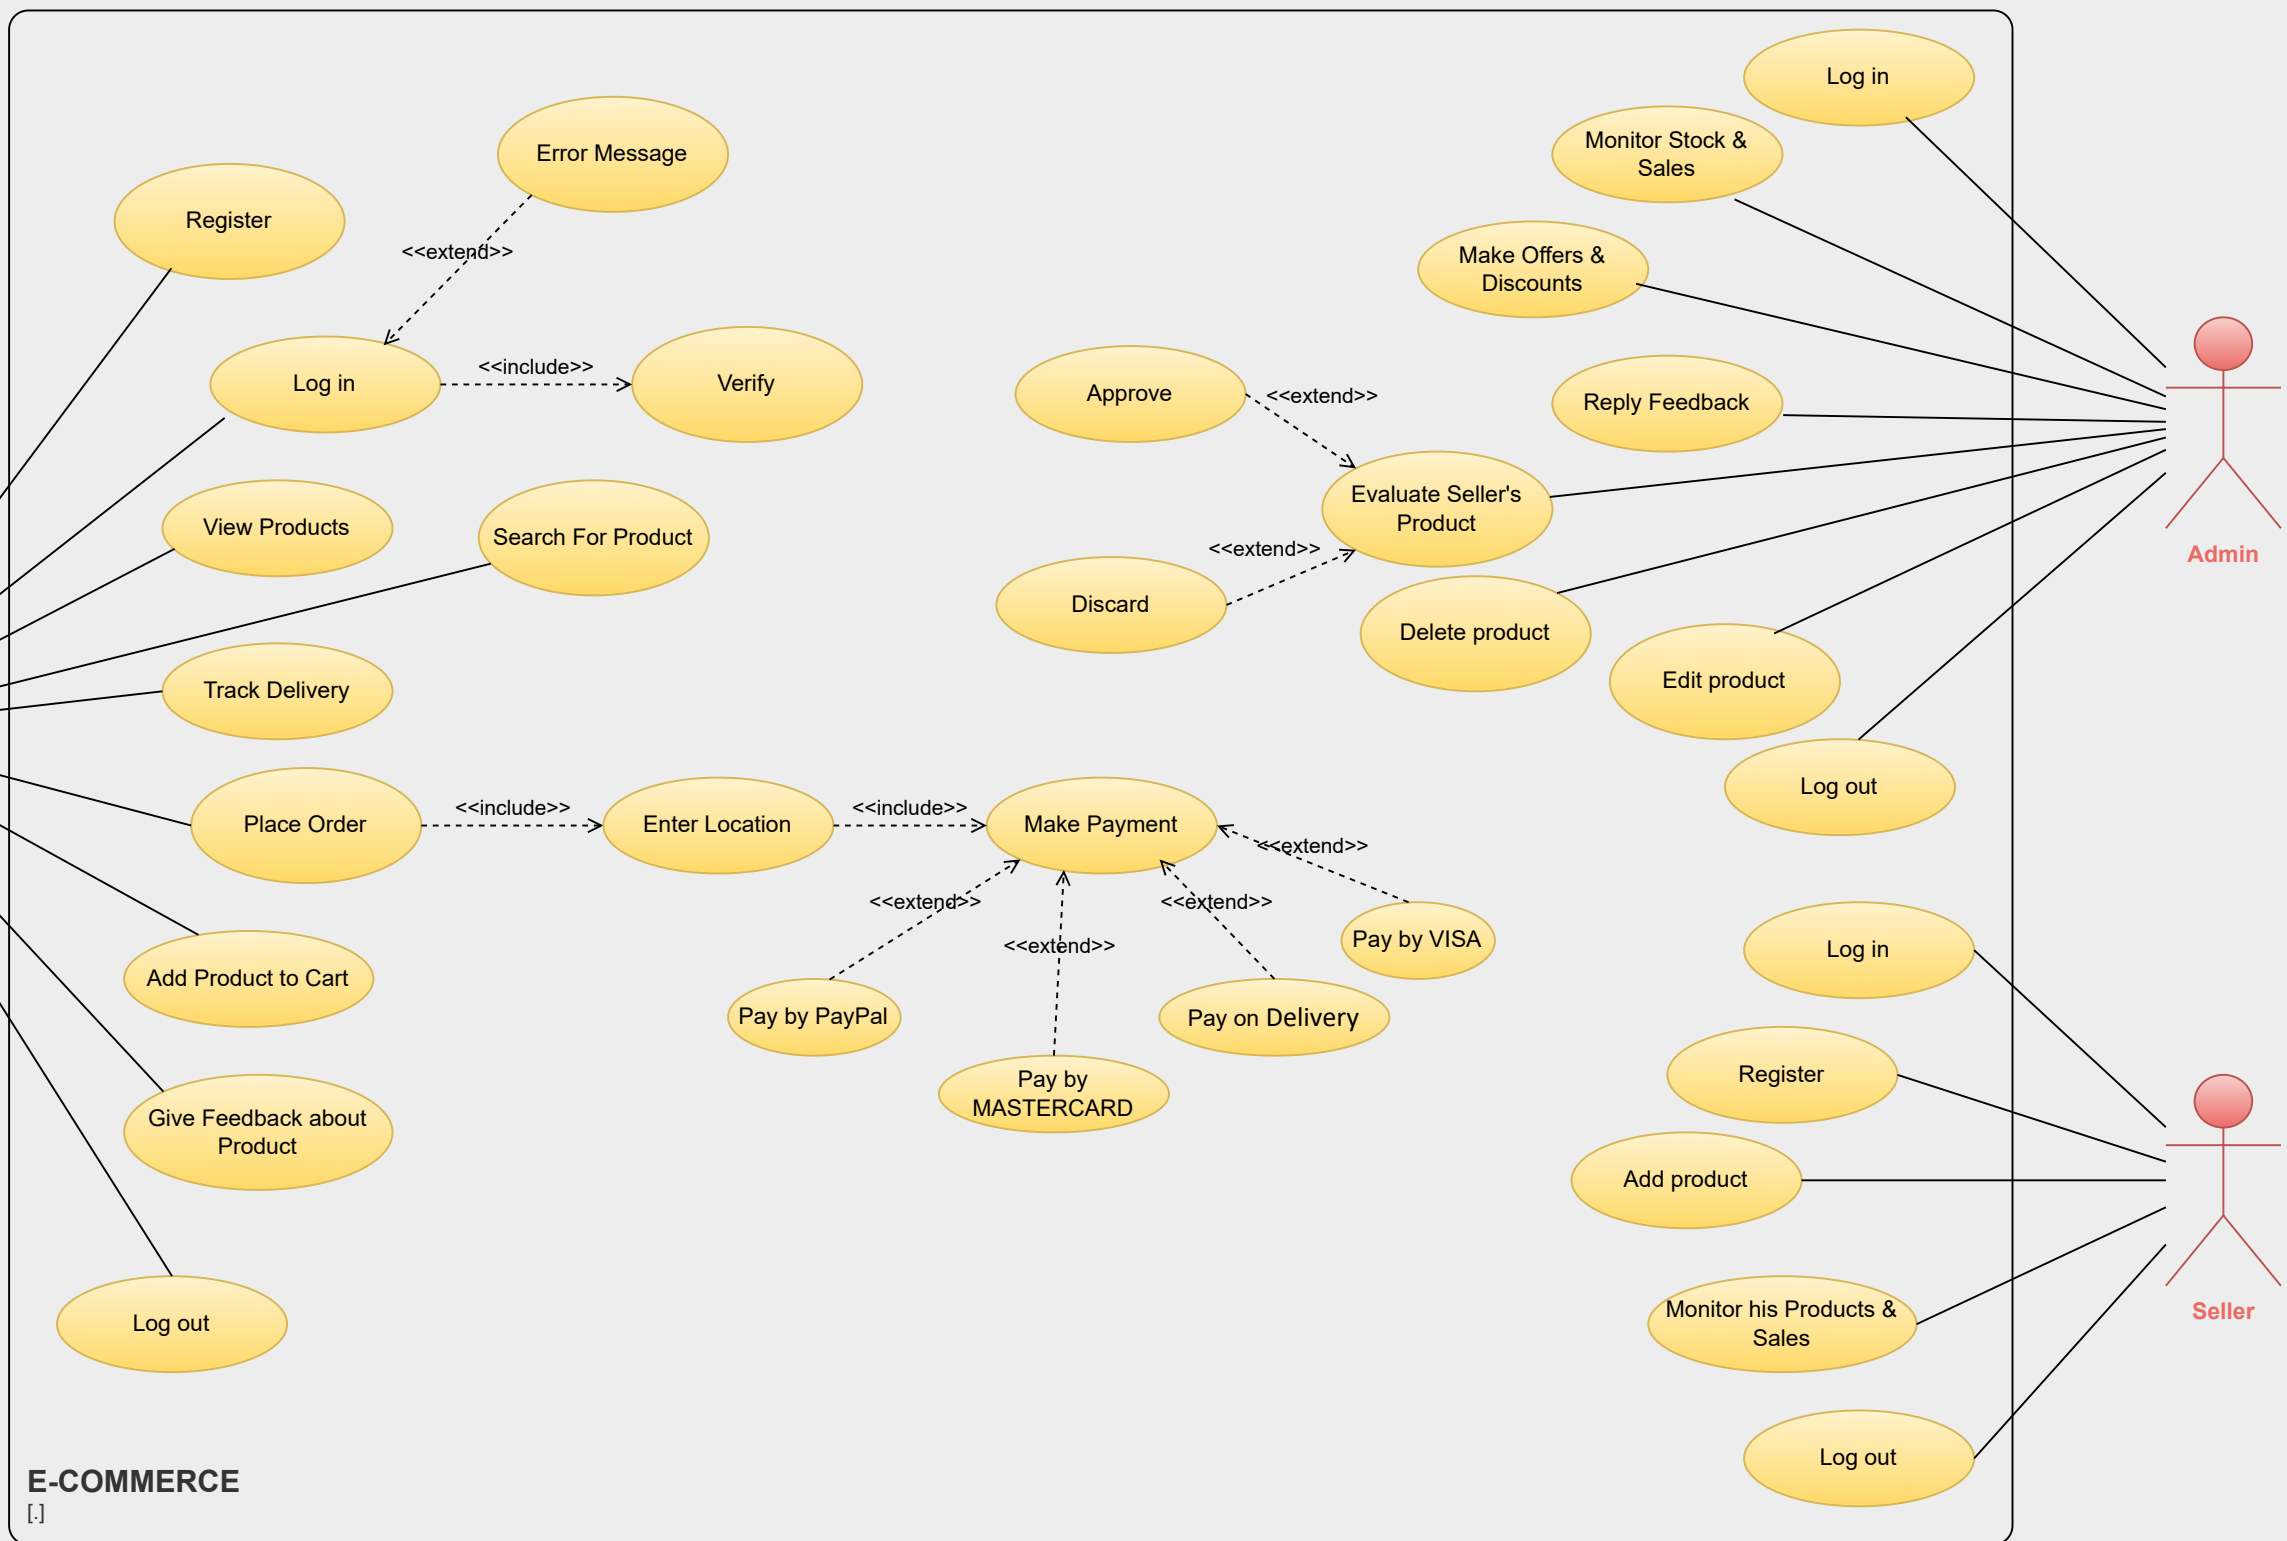 Log in
Monitor Stock &
Sales
Error Message
Register
<<extend>>
Make Offers &
Discounts
Log in
<<include>>
Verify
Approve
<<extend>>
Reply Feedback
Evaluate Seller's
Product
<<extend>>
Discard
Delete product
Edit product
Log out
Admin
View Products
Search For Product
Track Delivery
Place Order
<<include>>
Enter Location
<<include>>
Make Payment
<<extend>>
<<extend>>
<<extend>>
<<extend>>
Pay by VISA
Pay by PayPal
Pay on Delivery
Pay by
MASTERCARD
Add Product to Cart
Give Feedback about
Product
Log out
Log in
Register
Add product
Monitor his Products &
Sales
Log out
Seller
E-COMMERCE
[.]